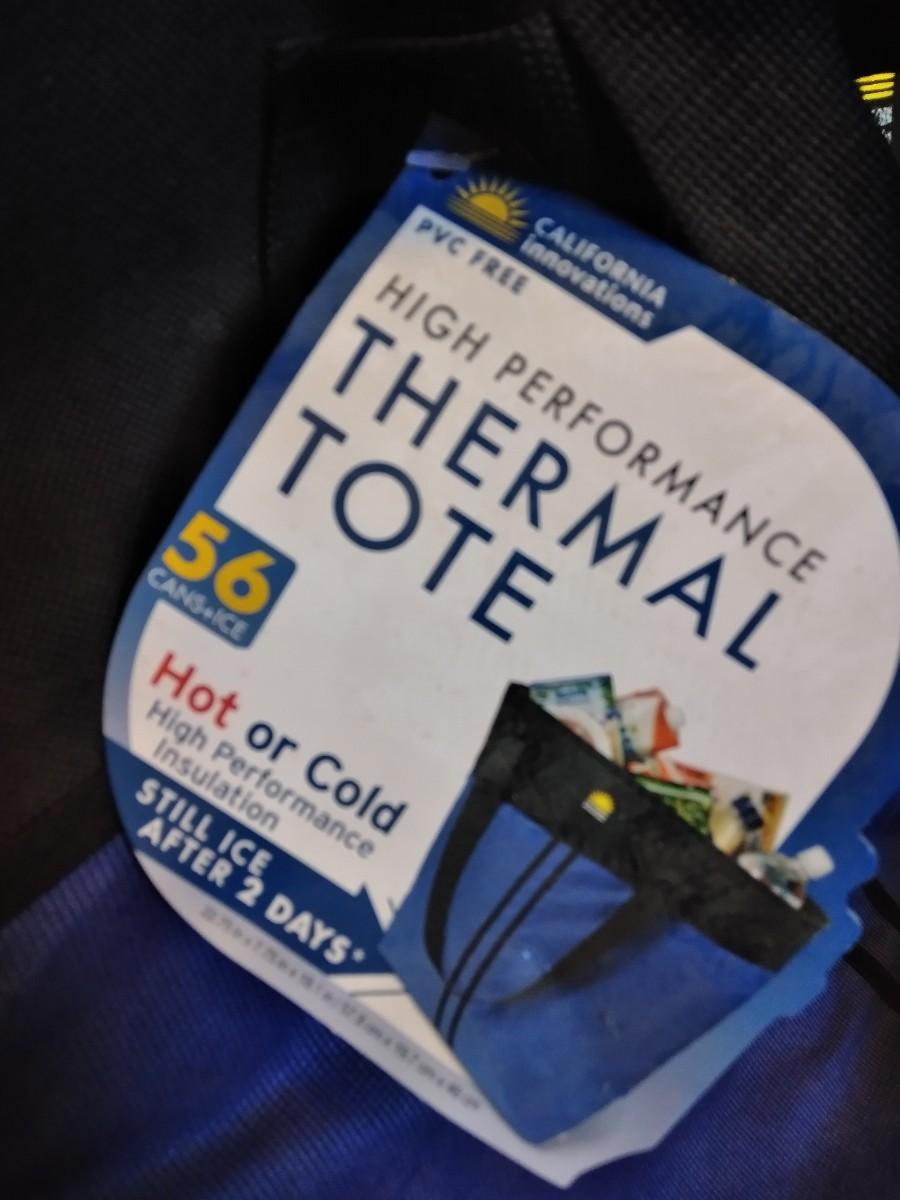 CALIFORNIA
innovations
PVC FREE
HIGH PERFORMANCE
THERMAL
TOTE
56
CANS+ICE
Hot or Cold
High Performance
Insulation
STILL ICE
AFTER 2 DAYS*